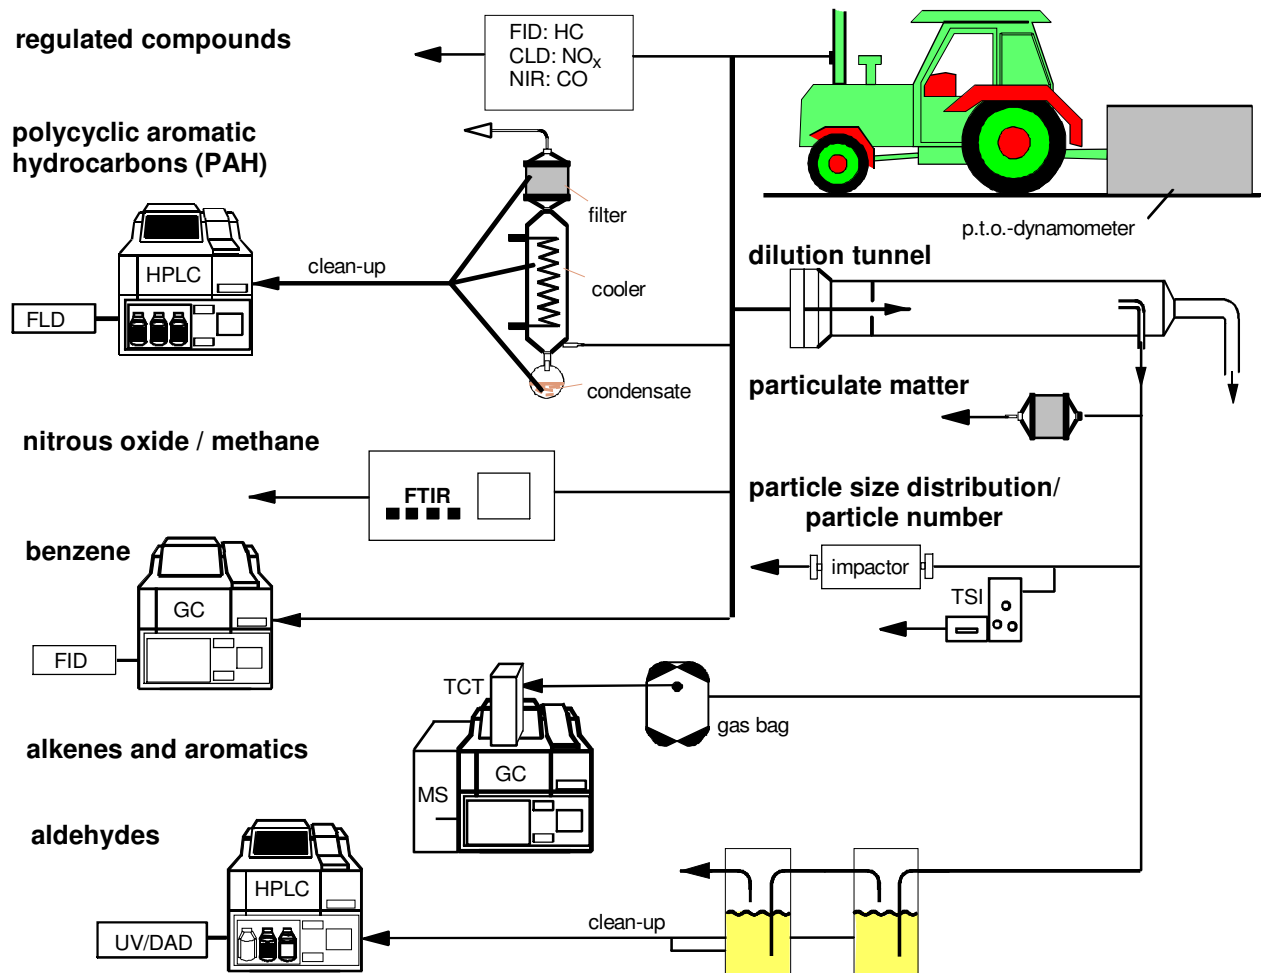 regulated compounds
FID: HC
CLD: NOx
NIR: CO
polycyclic aromatic
hydrocarbons (PAH)
filter
p.t.o.-dynamometer
dilution tunnel
clean-up
HPLC
cooler
FLD
condensate
particulate matter
nitrous oxide / methane
FTIR
particle size distribution/
particle number
benzene
impactor
GC
TSI
FID
TCT
gas bag
alkenes and aromatics
GC
MS
aldehydes
HPLC
clean-up
UV/DAD